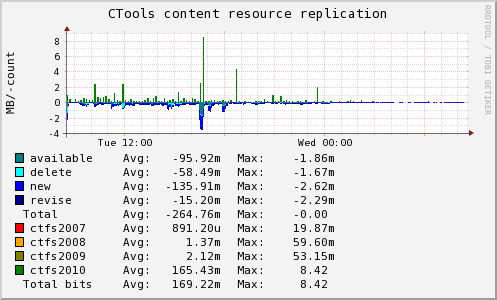 CTools content resource replication
RRDTOOL / TOBI OETIKER
MB/-count
8
6
4
2
0
-2
-4
Tue 12:00 Wed 00:00
available Avg: -95.92m Max: -1.86m
delete Avg: -58.49m Max: -1.67m
new Avg: -135.91m Max: -2.62m
revise Avg: -15.20m Max: -2.29m
Total Avg: -264.76m Max: -0.00
ctfs2007 Avg: 891.20u Max: 19.87m
ctfs2008 Avg: 1.37m Max: 59.60m
ctfs2009 Avg: 2.12m Max: 53.15m
ctfs2010 Avg: 165.43m Max: 8.42
Total bits Avg: 169.22m Max: 8.42